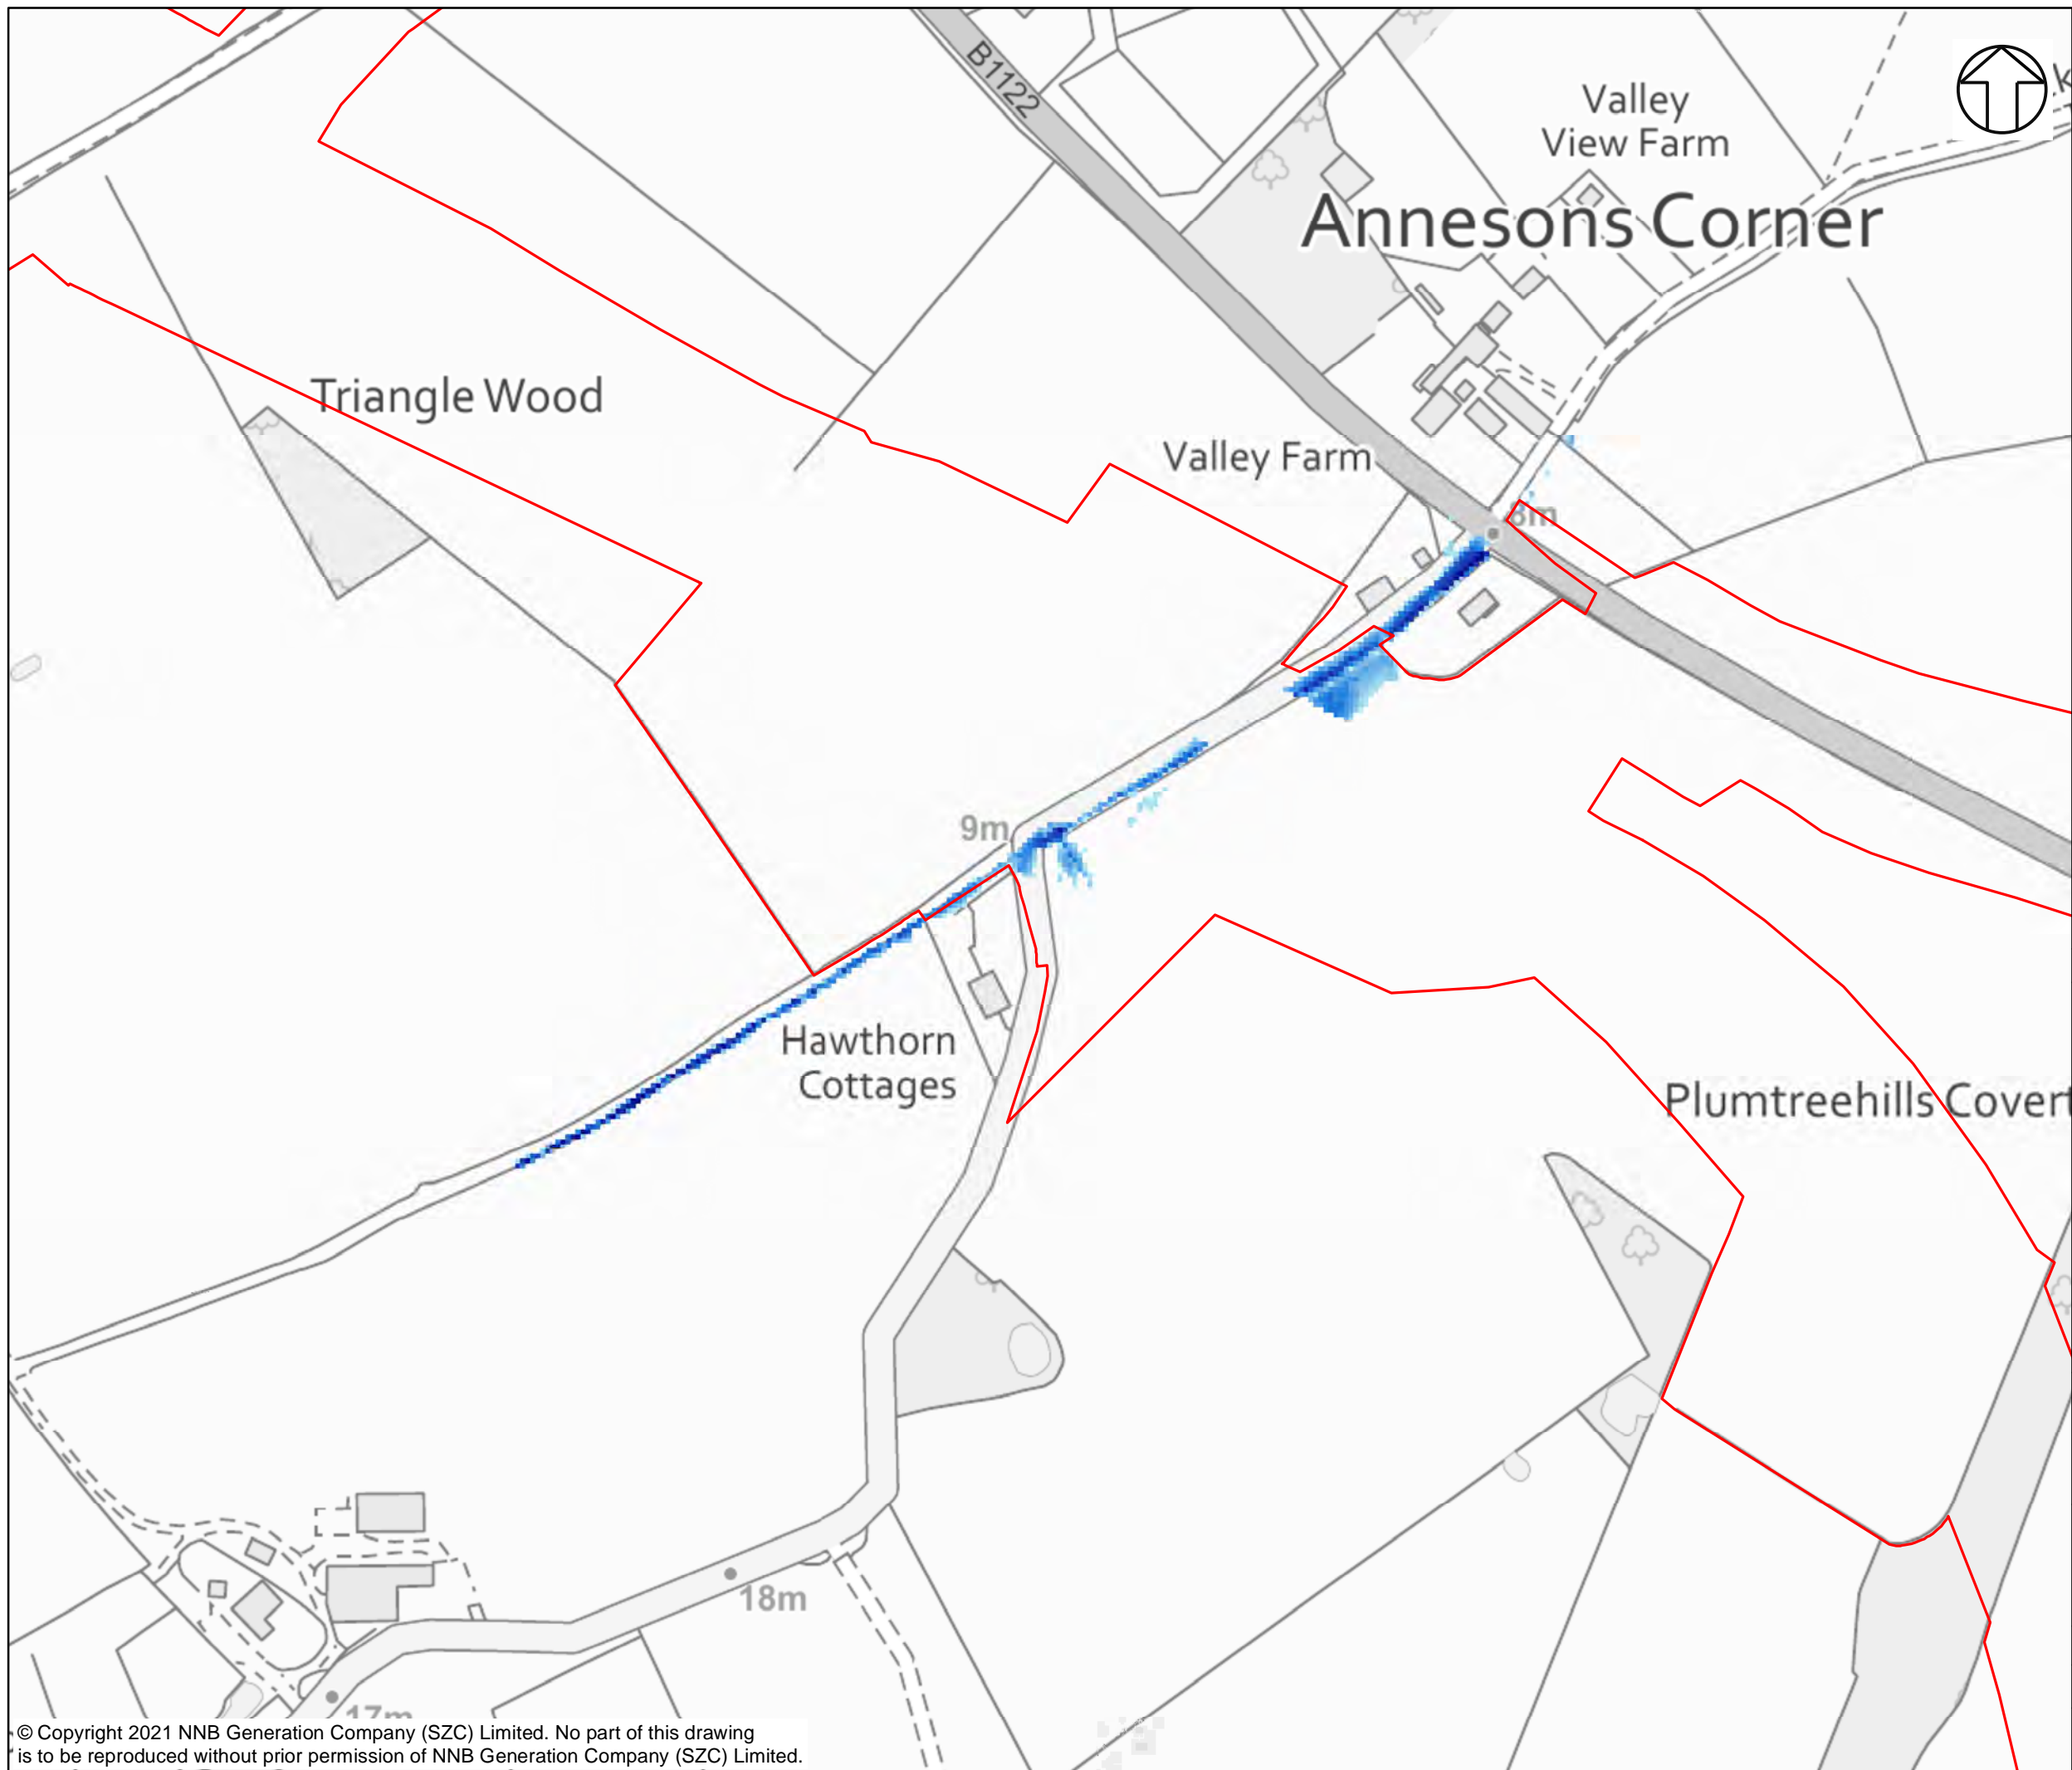 B1122
Valley
View Farm
Annesons Corner
Triangle Wood
Valley Farm
8m
9m
Hawthorn
Cottages
Plumtreehills Covert
18m
17m
© Copyright 2021 NNB Generation Company (SZC) Limited. No part of this drawing
is to be reproduced without prior permission of NNB Generation Company (SZC) Limited.